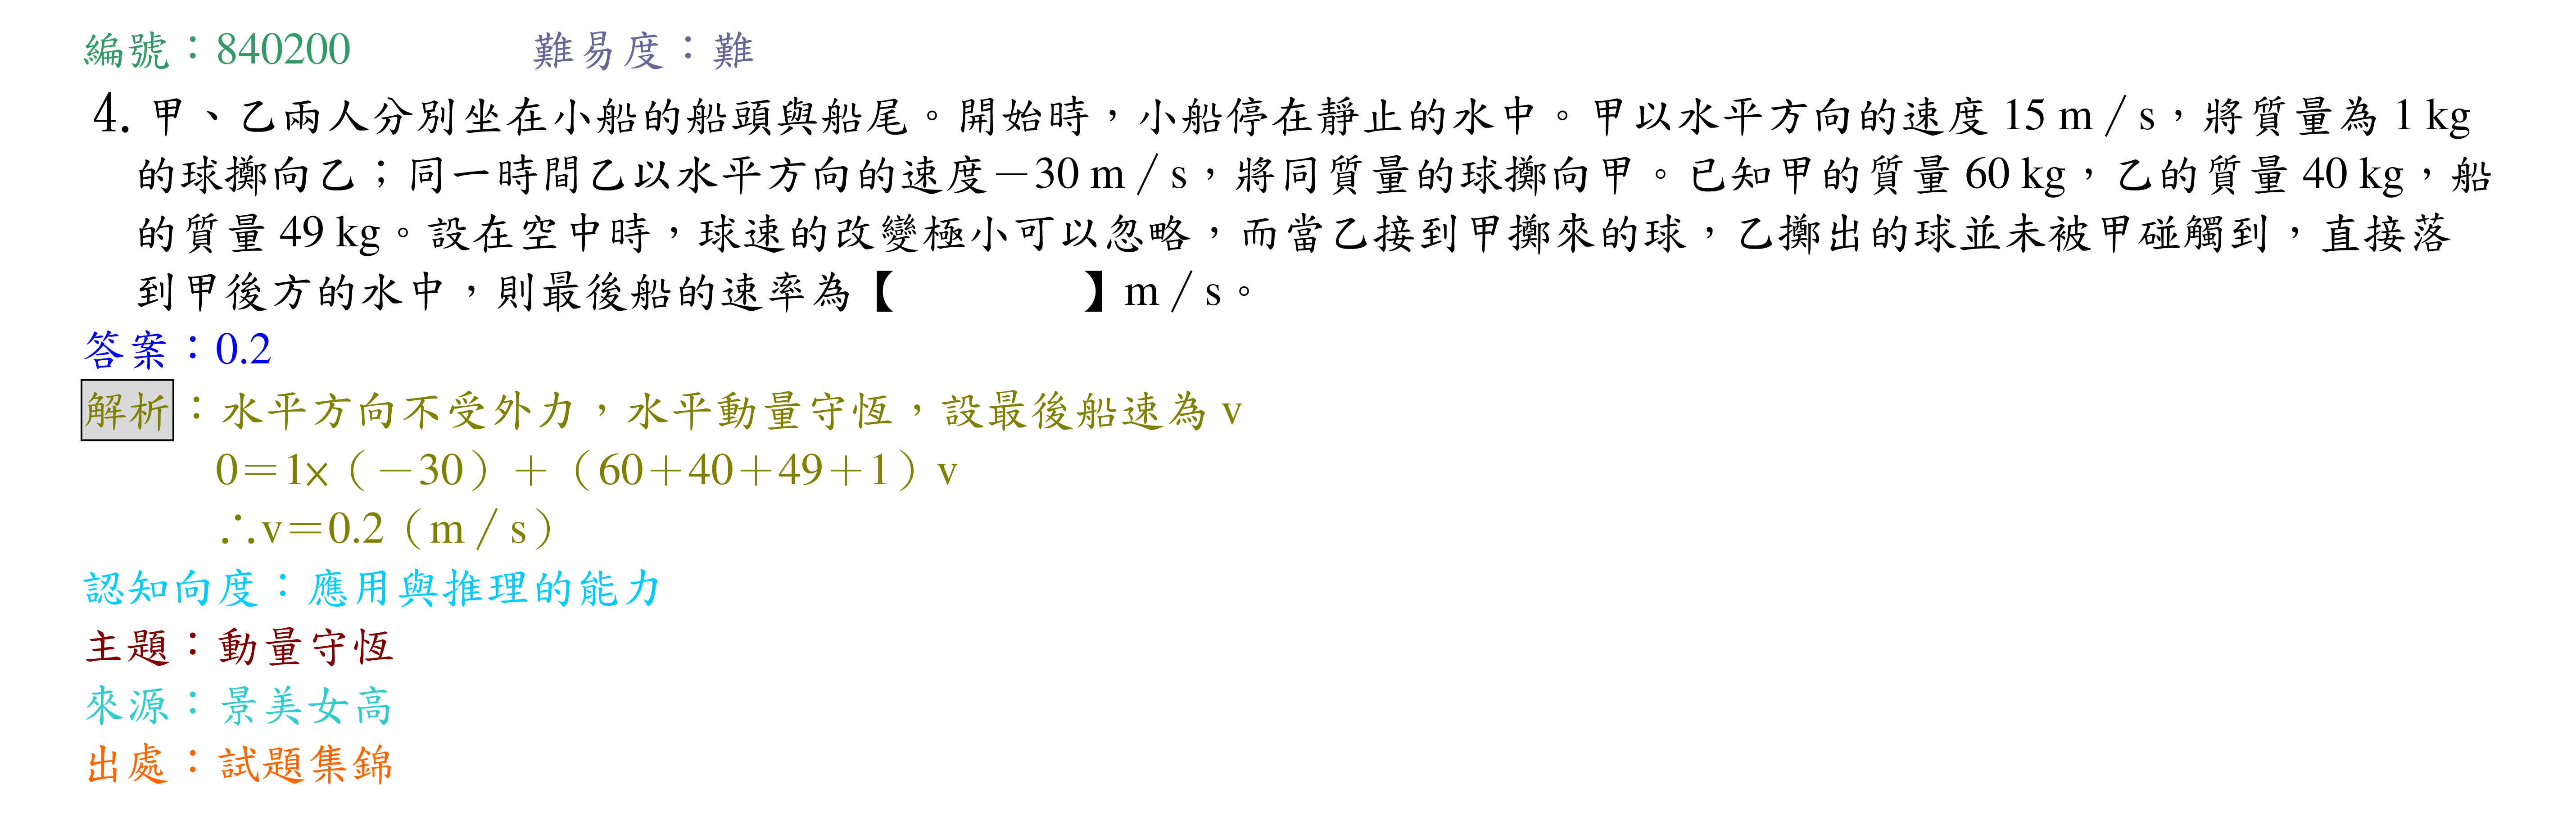 編號：840200 難易度：難
4. 甲、乙兩人分別坐在小船的船頭與船尾。開始時，小船停在靜止的水中。甲以水平方向的速度 15 m／s，將質量為 1 kg
的球擲向乙；同一時間乙以水平方向的速度－30 m／s，將同質量的球擲向甲。已知甲的質量 60 kg，乙的質量 40 kg，船
的質量 49 kg。設在空中時，球速的改變極小可以忽略，而當乙接到甲擲來的球，乙擲出的球並未被甲碰觸到，直接落
到甲後方的水中，則最後船的速率為【 】m／s。
答案：0.2
解析：水平方向不受外力，水平動量守恆，設最後船速為 v
0＝1×（－30）＋（60＋40＋49＋1）v
∴v＝0.2（m／s）
認知向度：應用與推理的能力
主題：動量守恆
來源：景美女高
出處：試題集錦